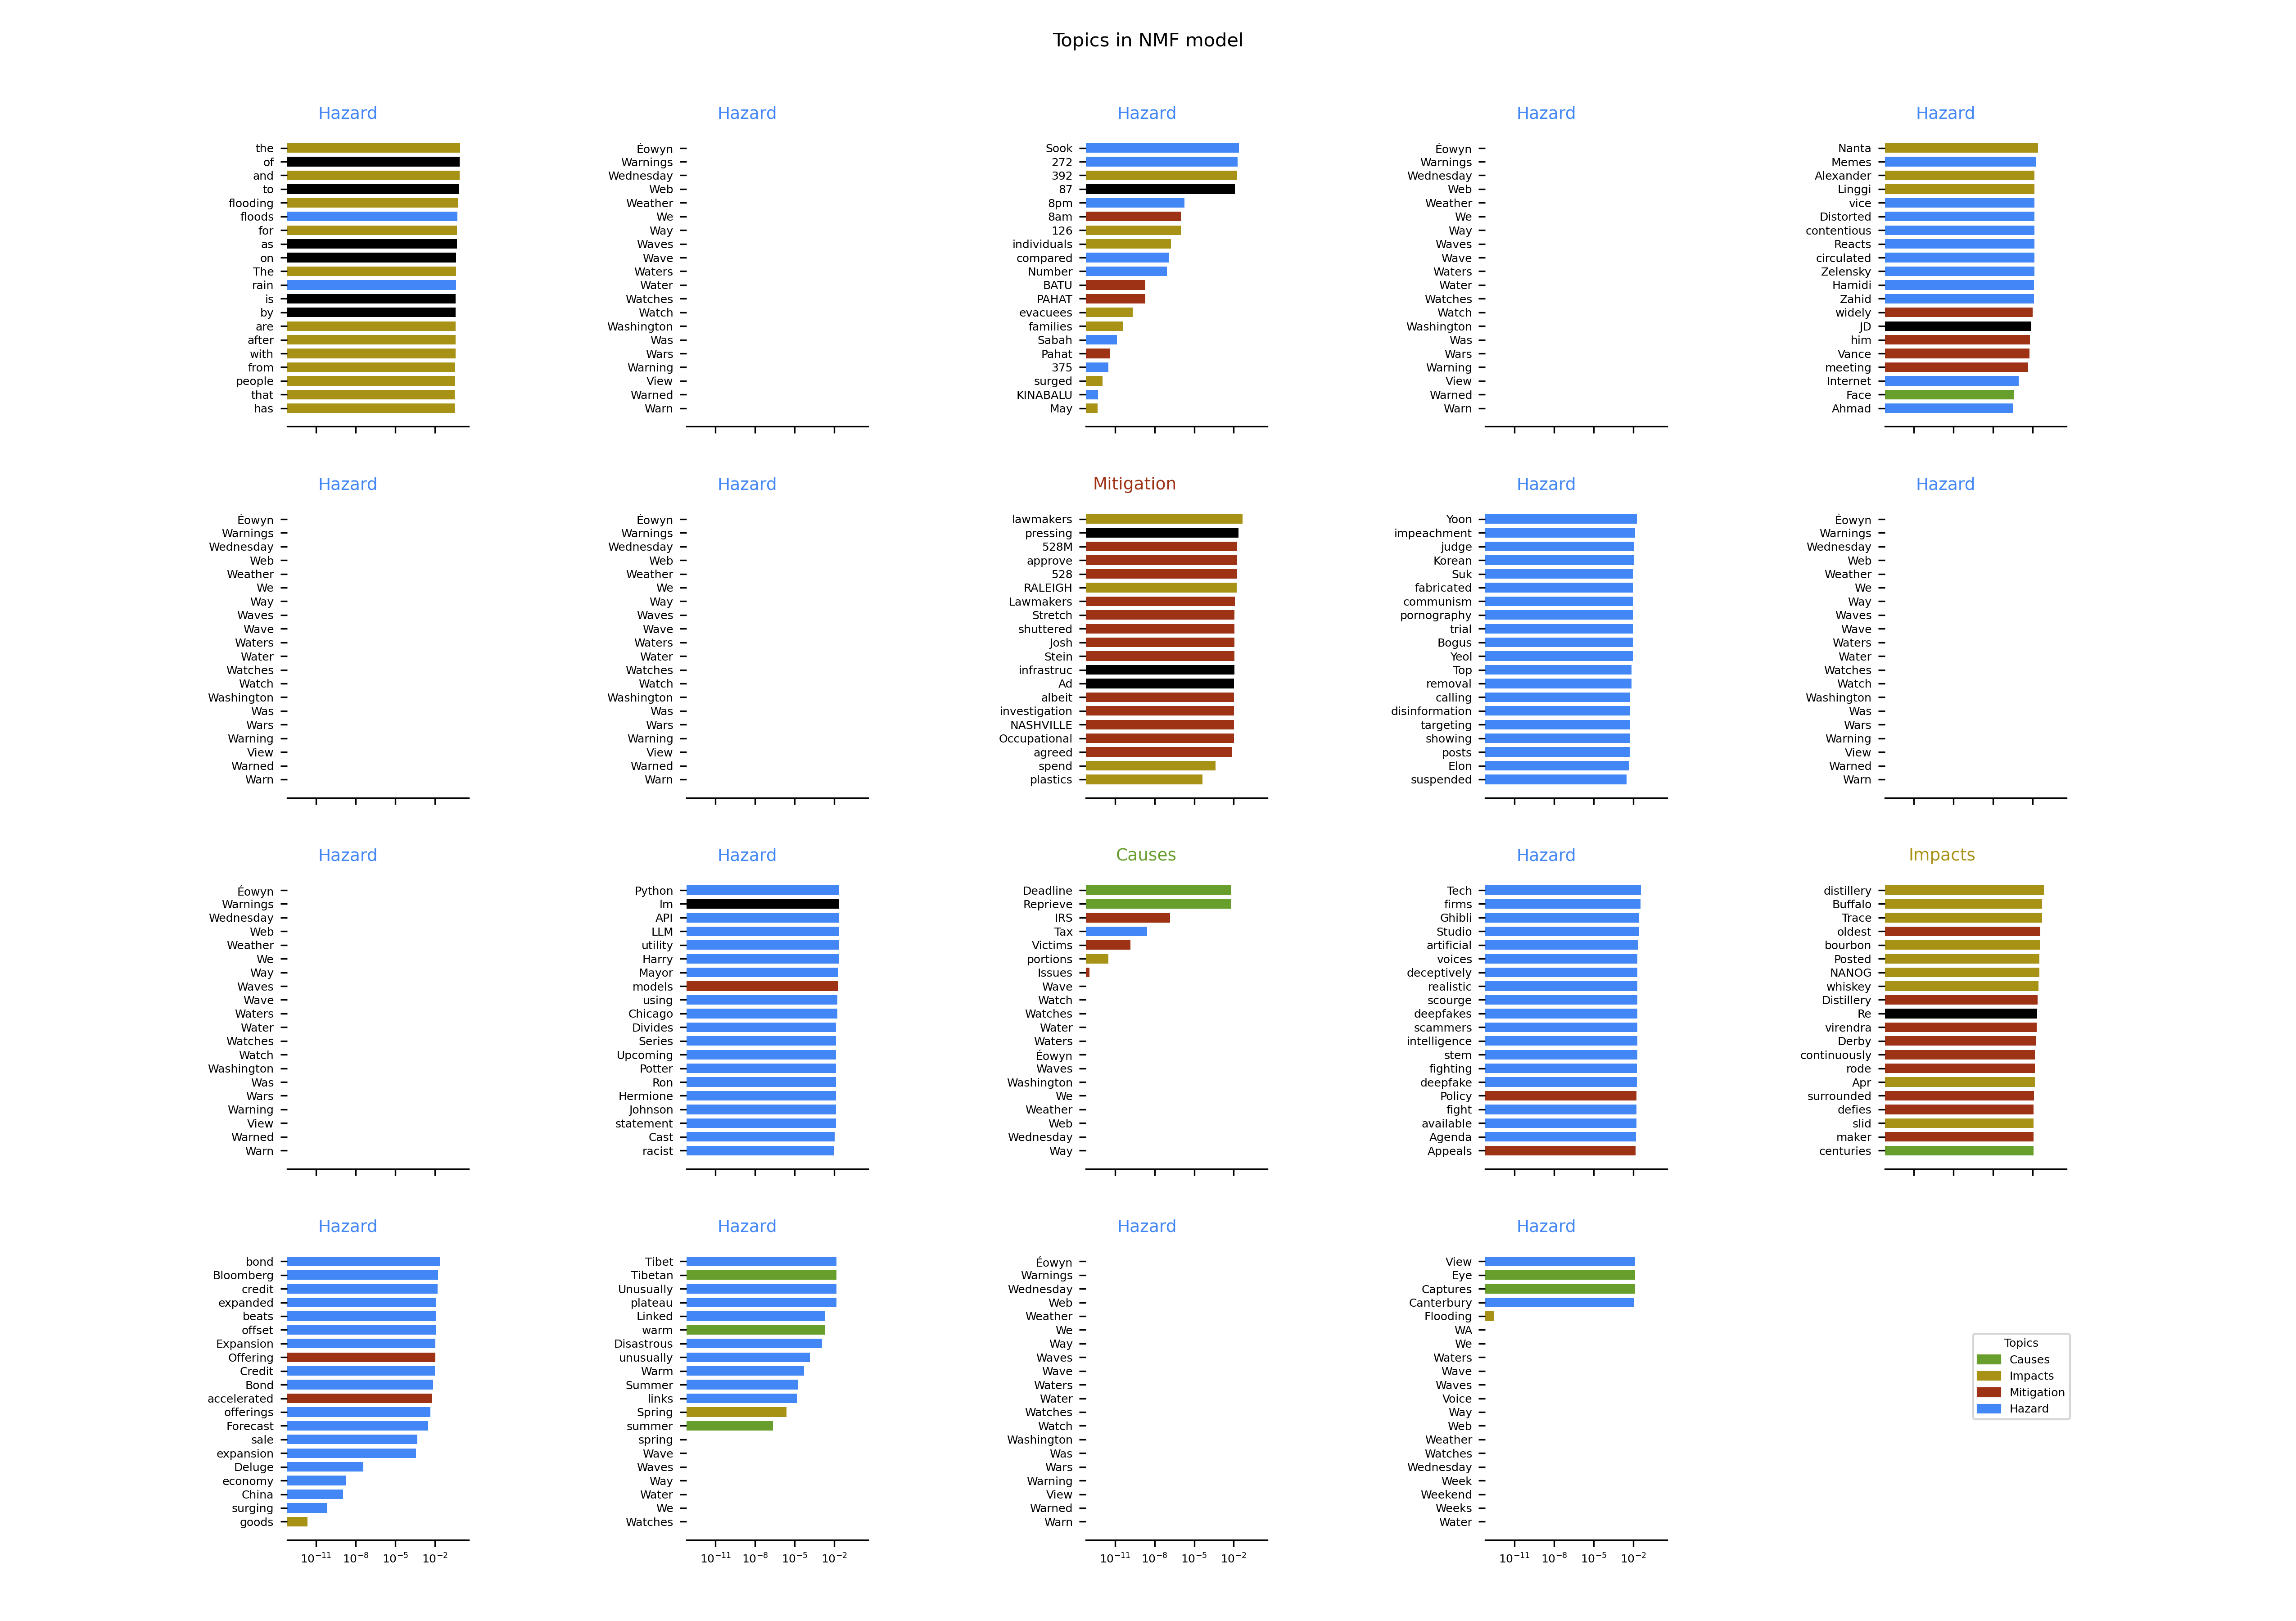 Topics in NMF model
Hazard
the
of
and
to
flooding
floods
for
as
on
The
rain
is
by
are
after
with
from
people
that
has
Hazard
Éowyn
Warnings
Wednesday
Web
Weather
We
Way
Waves
Wave
Waters
Water
Watches
Watch
Washington
Was
Wars
Warning
View
Warned
Warn
Hazard
Sook
272
392
87
8pm
8am
126
individuals
compared
Number
BATU
PAHAT
evacuees
families
Sabah
Pahat
375
surged
KINABALU
May
Hazard
Éowyn
Warnings
Wednesday
Web
Weather
We
Way
Waves
Wave
Waters
Water
Watches
Watch
Washington
Was
Wars
Warning
View
Warned
Warn
Hazard
Nanta
Memes
Alexander
Linggi
vice
Distorted
contentious
Reacts
circulated
Zelensky
Hamidi
Zahid
widely
JD
him
Vance
meeting
Internet
Face
Ahmad
Hazard
Éowyn
Warnings
Wednesday
Web
Weather
We
Way
Waves
Wave
Waters
Water
Watches
Watch
Washington
Was
Wars
Warning
View
Warned
Warn
Hazard
Éowyn
Warnings
Wednesday
Web
Weather
We
Way
Waves
Wave
Waters
Water
Watches
Watch
Washington
Was
Wars
Warning
View
Warned
Warn
Mitigation
lawmakers
pressing
528M
approve
528
RALEIGH
Lawmakers
Stretch
shuttered
Josh
Stein
infrastruc
Ad
albeit
investigation
NASHVILLE
Occupational
agreed
spend
plastics
Hazard
Yoon
impeachment
judge
Korean
Suk
fabricated
communism
pornography
trial
Bogus
Yeol
Top
removal
calling
disinformation
targeting
showing
posts
Elon
suspended
Hazard
Éowyn
Warnings
Wednesday
Web
Weather
We
Way
Waves
Wave
Waters
Water
Watches
Watch
Washington
Was
Wars
Warning
View
Warned
Warn
Hazard
Éowyn
Warnings
Wednesday
Web
Weather
We
Way
Waves
Wave
Waters
Water
Watches
Watch
Washington
Was
Wars
Warning
View
Warned
Warn
Hazard
Python
lm
API
LLM
utility
Harry
Mayor
models
using
Chicago
Divides
Series
Upcoming
Potter
Ron
Hermione
Johnson
statement
Cast
racist
Causes
Deadline
Reprieve
IRS
Tax
Victims
portions
Issues
Wave
Watch
Watches
Water
Waters
Éowyn
Waves
Washington
We
Weather
Web
Wednesday
Way
Hazard
Tech
firms
Ghibli
Studio
artificial
voices
deceptively
realistic
scourge
deepfakes
scammers
intelligence
stem
fighting
deepfake
Policy
fight
available
Agenda
Appeals
Impacts
distillery
Buffalo
Trace
oldest
bourbon
Posted
NANOG
whiskey
Distillery
Re
virendra
Derby
continuously
rode
Apr
surrounded
defies
slid
maker
centuries
Hazard
bond
Bloomberg
credit
expanded
beats
offset
Expansion
Offering
Credit
Bond
accelerated
offerings
Forecast
sale
expansion
Deluge
economy
China
surging
goods
10⁻¹¹ 10⁻⁸ 10⁻⁵ 10⁻²
Hazard
Tibet
Tibetan
Unusually
plateau
Linked
warm
Disastrous
unusually
Warm
Summer
links
Spring
summer
spring
Wave
Waves
Way
Water
We
Watches
10⁻¹¹ 10⁻⁸ 10⁻⁵ 10⁻²
Hazard
Éowyn
Warnings
Wednesday
Web
Weather
We
Way
Waves
Wave
Waters
Water
Watches
Watch
Washington
Was
Wars
Warning
View
Warned
Warn
10⁻¹¹ 10⁻⁸ 10⁻⁵ 10⁻²
Hazard
View
Eye
Captures
Canterbury
Flooding
WA
We
Waters
Wave
Waves
Voice
Way
Web
Weather
Watches
Wednesday
Week
Weekend
Weeks
Water
10⁻¹¹ 10⁻⁸ 10⁻⁵ 10⁻²
Topics
Causes
Impacts
Mitigation
Hazard